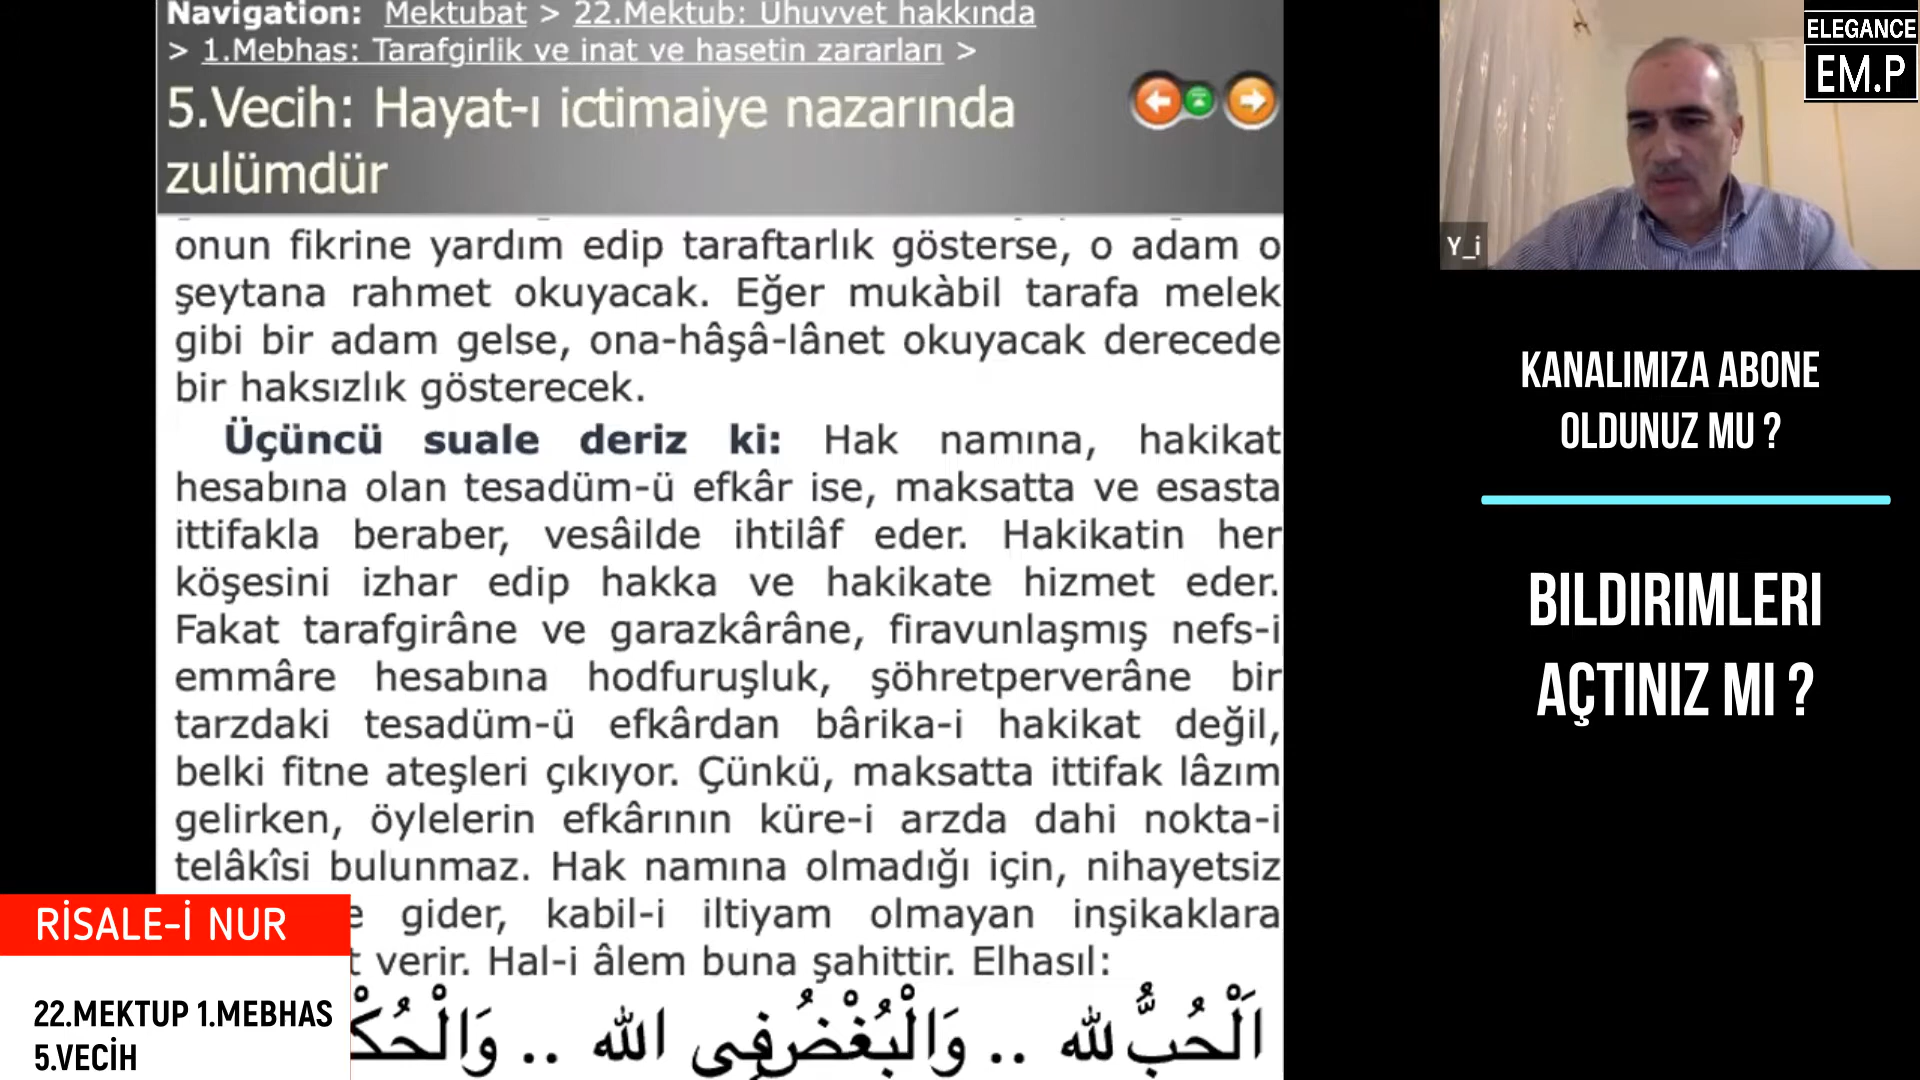 Navigation: Mektubat > 22.Mektub: Uhuvvet hakkında
> 1.Mebhas: Tarafgirlik ve inat ve hasetin zararları >
5.Vecih: Hayat-ı ictimaiye nazarında
zulümdür
onun fikrine yardım edip taraftarlık gösterse, o adam o
şeytana rahmet okuyacak. Eğer mukàbil tarafa melek
gibi bir adam gelse, ona-hâşâ-lânet okuyacak derecede
bir haksızlık gösterecek.
Üçüncü suale deriz ki: Hak namına, hakikat
hesabına olan tesadüm-ü efkâr ise, maksatta ve esasta
ittifakla beraber, vesâilde ihtilâf eder. Hakikatin her
köşesini izhar edip hakka ve hakikate hizmet eder.
Fakat tarafgirâne ve garazkârâne, firavunlaşmış nefs-i
emmâre hesabına hodfuruşluk, şöhretperverâne bir
tarzdaki tesadüm-ü efkârdan bârika-i hakikat değil,
belki fitne ateşleri çıkıyor. Çünkü, maksatta ittifak lâzım
gelirken, öylelerin efkârının küre-i arzda dahi nokta-i
telâkîsi bulunmaz. Hak namına olmadığı için, nihayetsiz
gider, kabil-i iltiyam olmayan inşikaklara
verir. Hal-i âlem buna şahittir. Elhasıl:
اَلْحُبُّ لله .. وَالْبُغْضُ فِى الله ..
RİSALE-İ NUR
22.MEKTUP 1.MEBHAS
5.VECİH
Y_i
ELEGANCE
EM.P
KANALIMIZA ABONE
OLDUNUZ MU ?
BILDIRIMLERI
AÇTINIZ MI ?